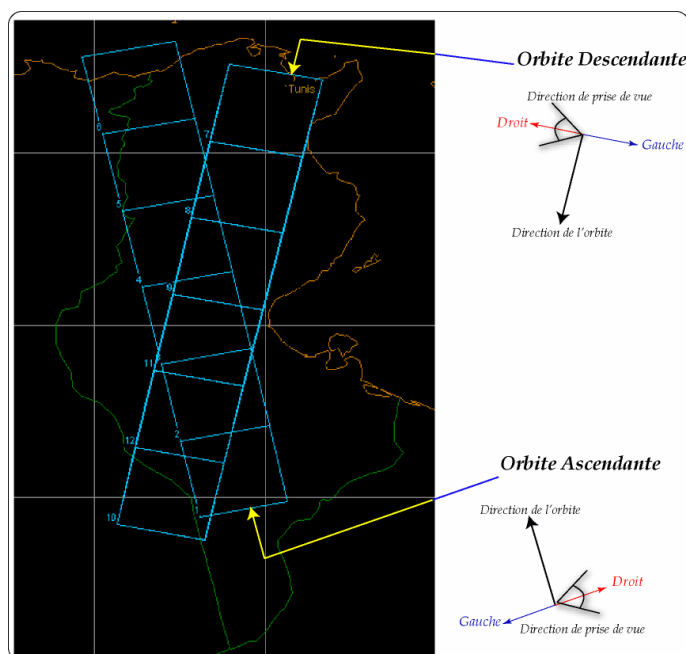 Orbite Descendante
Tunis
Direction de prise de vue
Droit
Gauche
Direction de l'orbite
6
7
5
8
4
9
11
2
12
1
10
Orbite Ascendante
Direction de l'orbite
Droit
Gauche
Direction de prise de vue